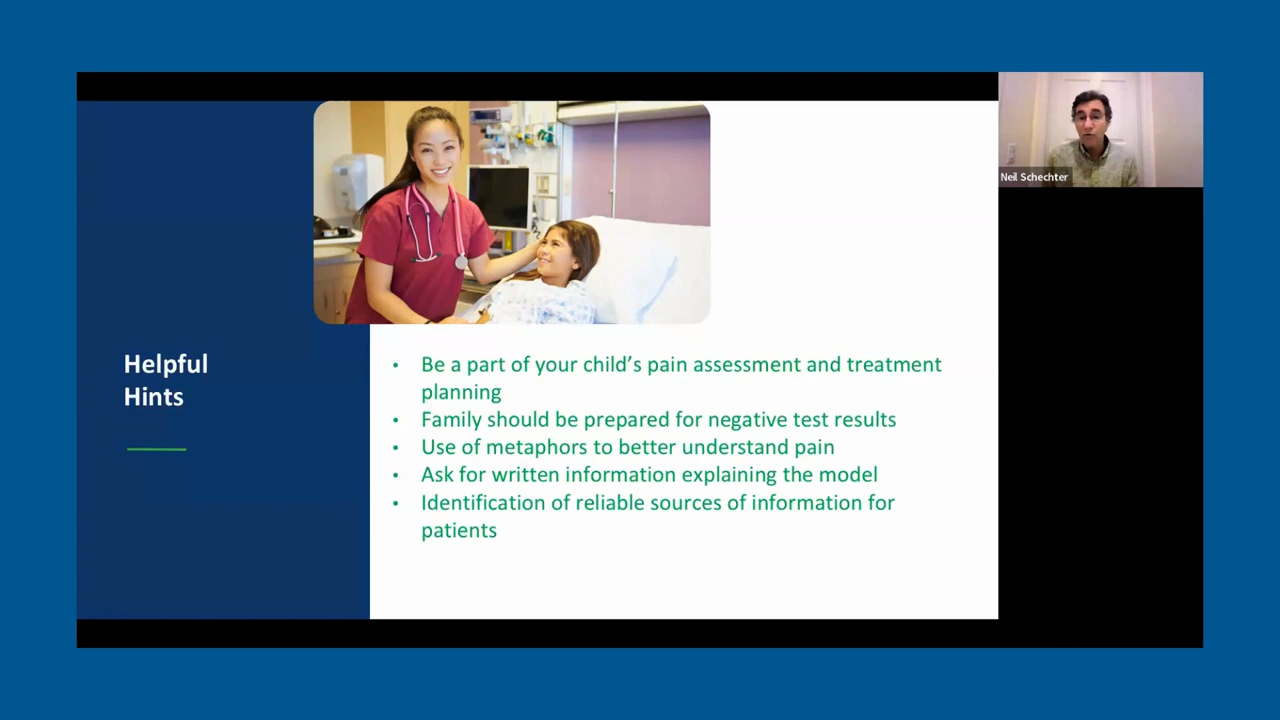 Neil Schechter
Helpful
Hints
• Be a part of your child’s pain assessment and treatment
planning
• Family should be prepared for negative test results
• Use of metaphors to better understand pain
• Ask for written information explaining the model
• Identification of reliable sources of information for
patients